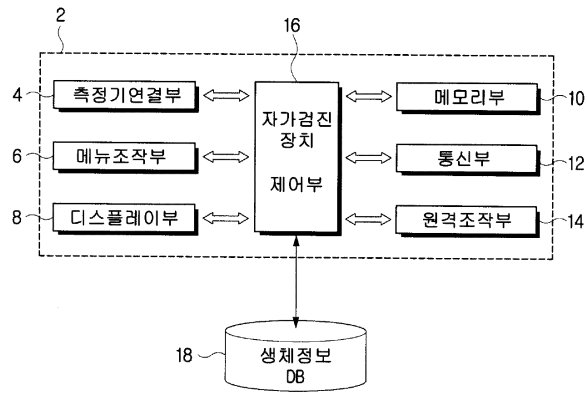 2
16
4 측정기연결부
자가검진
장치
제어부
메모리부 10
6 메뉴조작부
통신부 12
8 디스플레이부
원격조작부 14
18 생체정보
DB